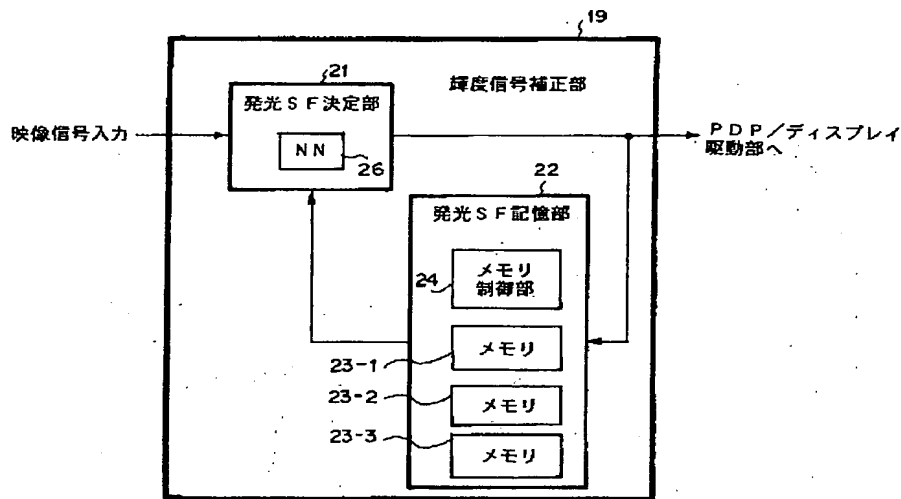 19
21
輝度信号補正部
発光SF決定部
映像信号入力
NN
26
PDP/ディスプレイ
駆動部へ
22
発光SF記憶部
メモリ
制御部
24
メモリ
23-1
メモリ
23-2
メモリ
23-3